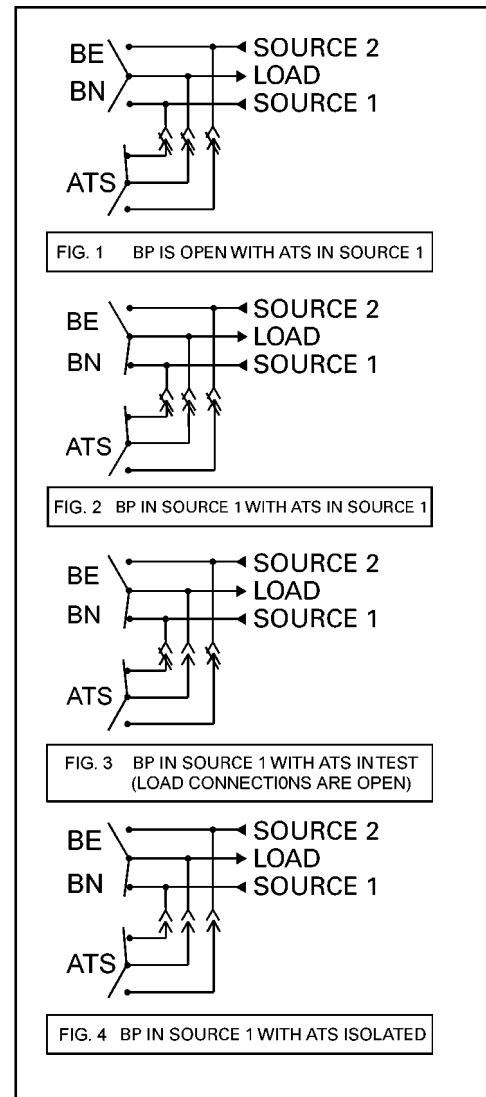 BE
SOURCE 2
LOAD
BN
SOURCE 1
ATS
FIG. 1 BP IS OPEN WITH ATS IN SOURCE 1
BE
SOURCE 2
LOAD
BN
SOURCE 1
ATS
FIG. 2 BP IN SOURCE 1 WITH ATS IN SOURCE 1
BE
SOURCE 2
LOAD
BN
SOURCE 1
ATS
FIG. 3 BP IN SOURCE 1 WITH ATS IN TEST
(LOAD CONNECTIONS ARE OPEN)
BE
SOURCE 2
LOAD
BN
SOURCE 1
ATS
FIG. 4 BP IN SOURCE 1 WITH ATS ISOLATED